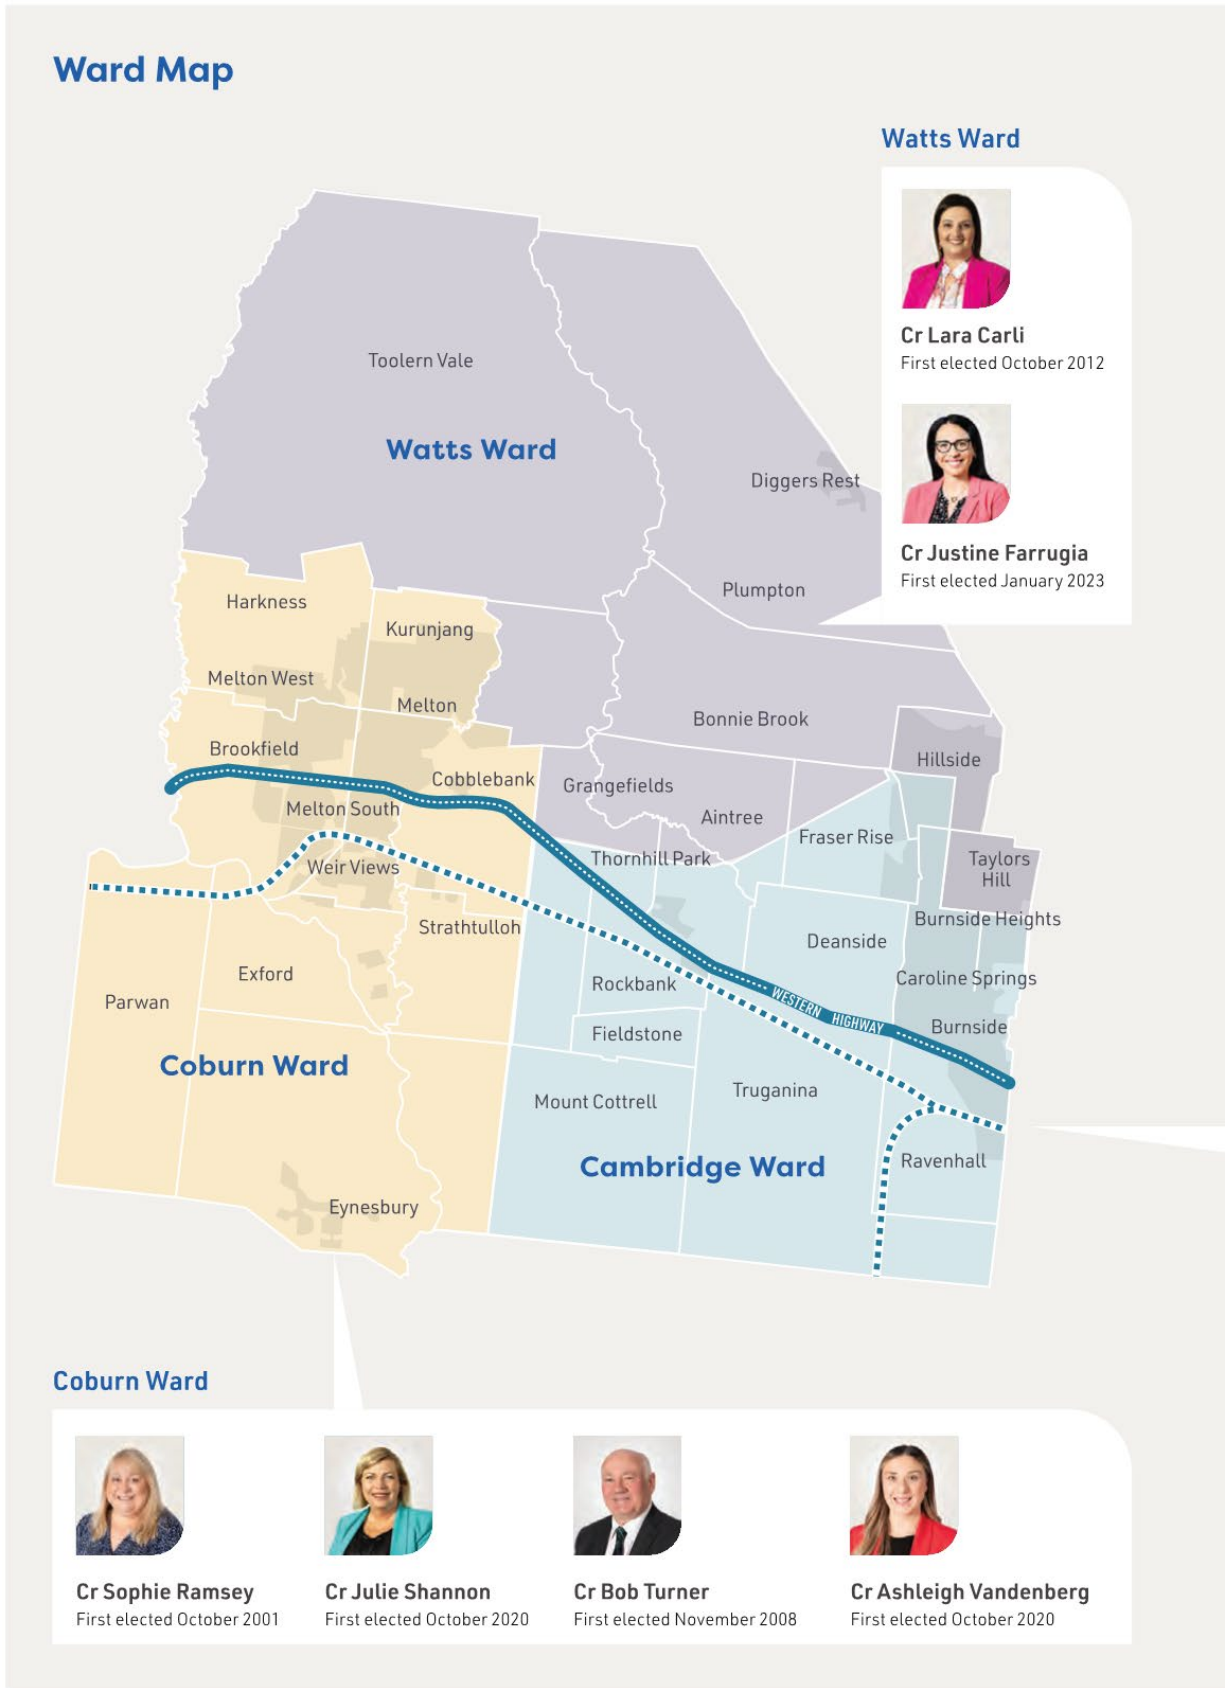 Ward Map
Watts Ward
Cr Lara Carli
First elected October 2012
Cr Justine Farrugia
First elected January 2023
Toolern Vale
Watts Ward
Diggers Rest
Plumpton
Harkness
Kurunjang
Melton West
Melton
Bonnie Brook
Brookfield
Hillside
Cobblebank
Grangefields
Melton South
Aintree
Fraser Rise
Thornhill Park
Taylors
Hill
Weir Views
Burnside Heights
Strathtulloh
Deanside
Exford
Caroline Springs
Rockbank
Parwan
WESTERN HIGHWAY
Burnside
Fieldstone
Coburn Ward
Truganina
Mount Cottrell
Cambridge Ward
Ravenhall
Eynesbury
Coburn Ward
Cr Sophie Ramsey
First elected October 2001
Cr Julie Shannon
First elected October 2020
Cr Bob Turner
First elected November 2008
Cr Ashleigh Vandenberg
First elected October 2020